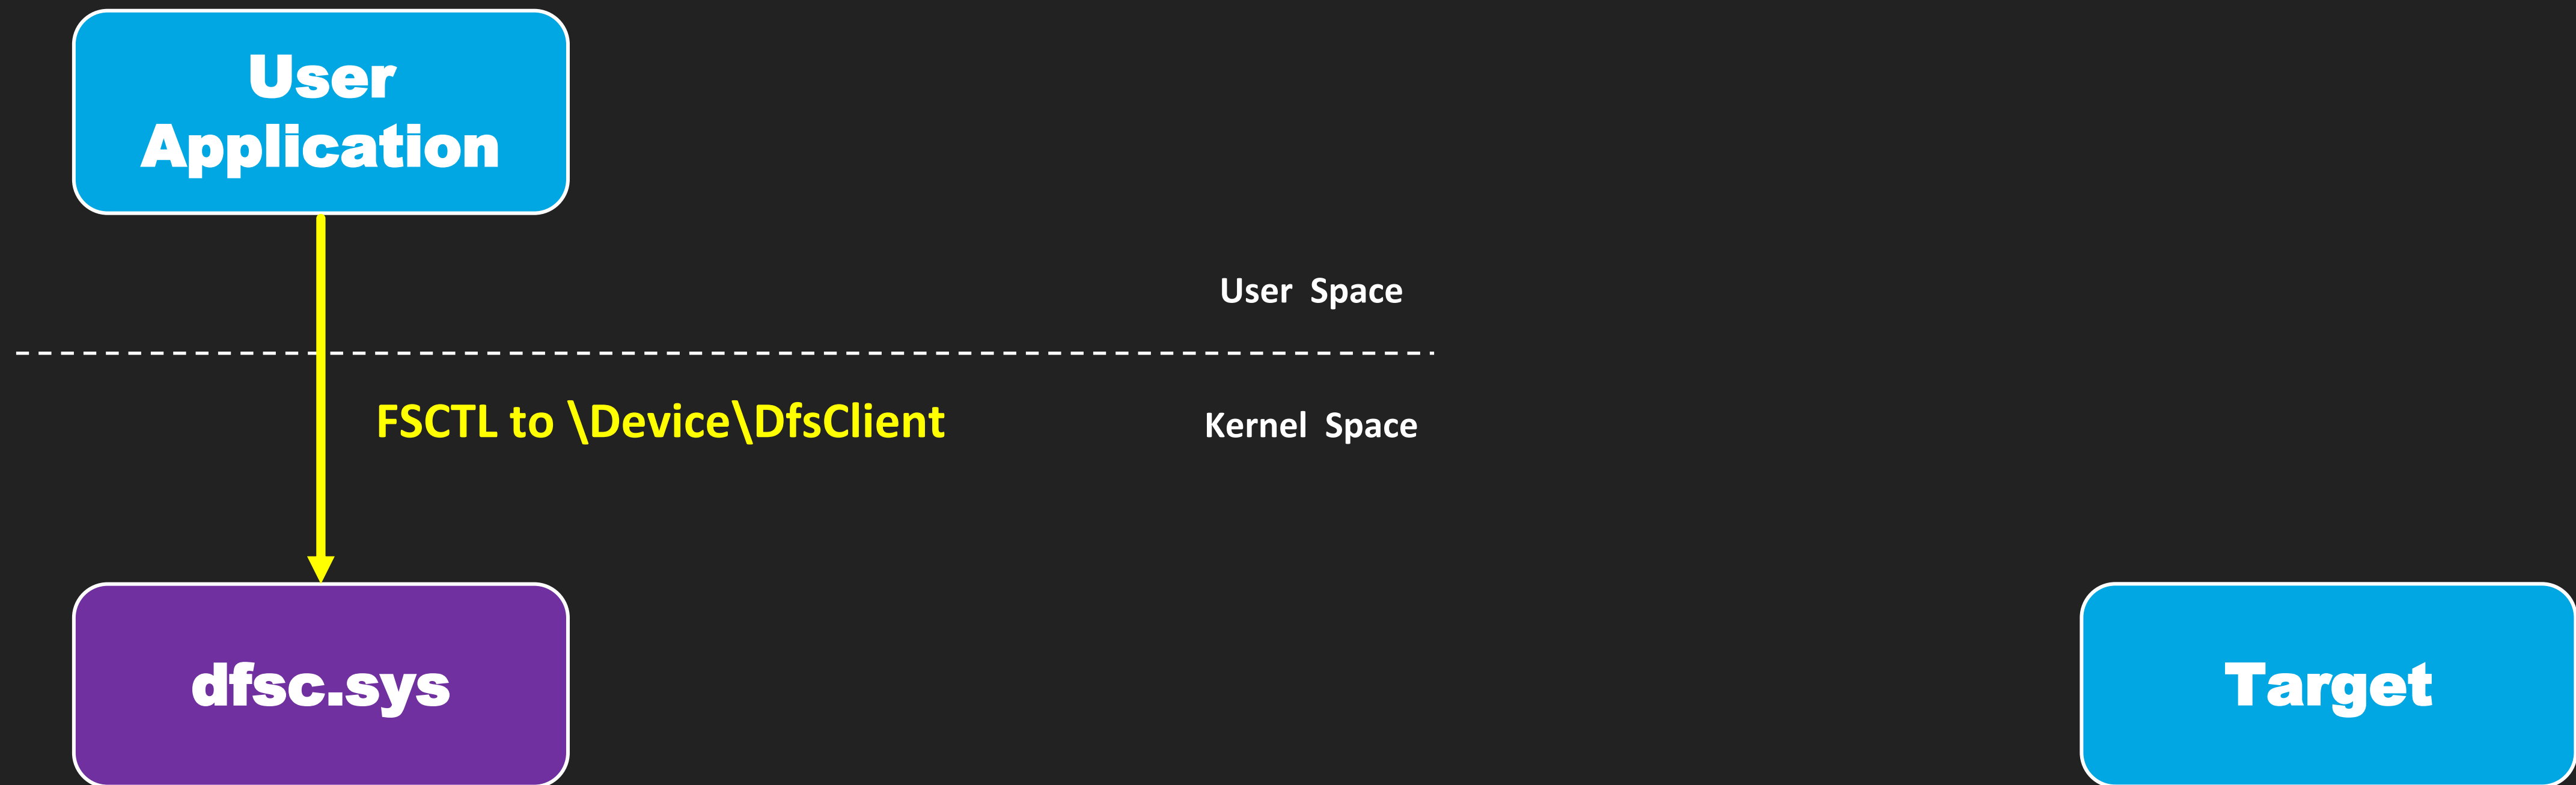 User
Application
User Space
FSCTL to \Device\DfsClient
Kernel Space
dfsc.sys
Target